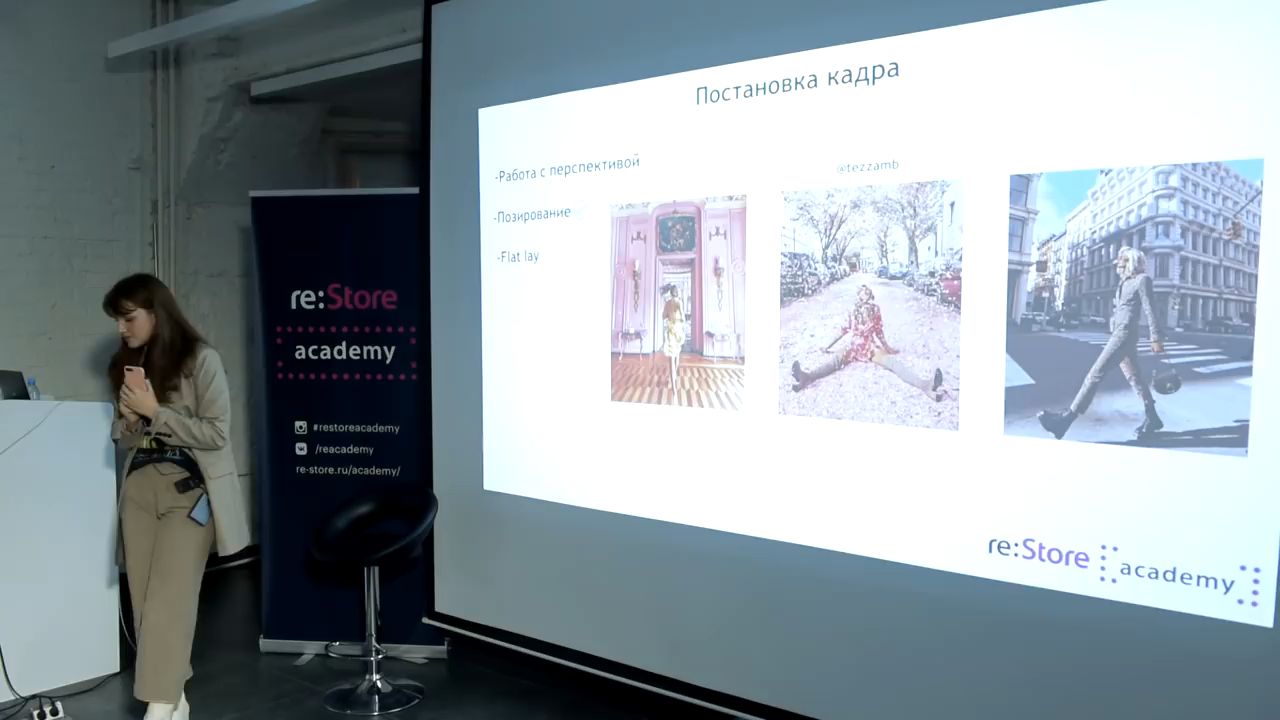 re:Store
academy
#restoreacademy
/reacademy
re-store.ru/academy/
Постановка кадра
-Работа с перспективой
-Позирование
-Flat lay
@tezzamb
re:Store academy